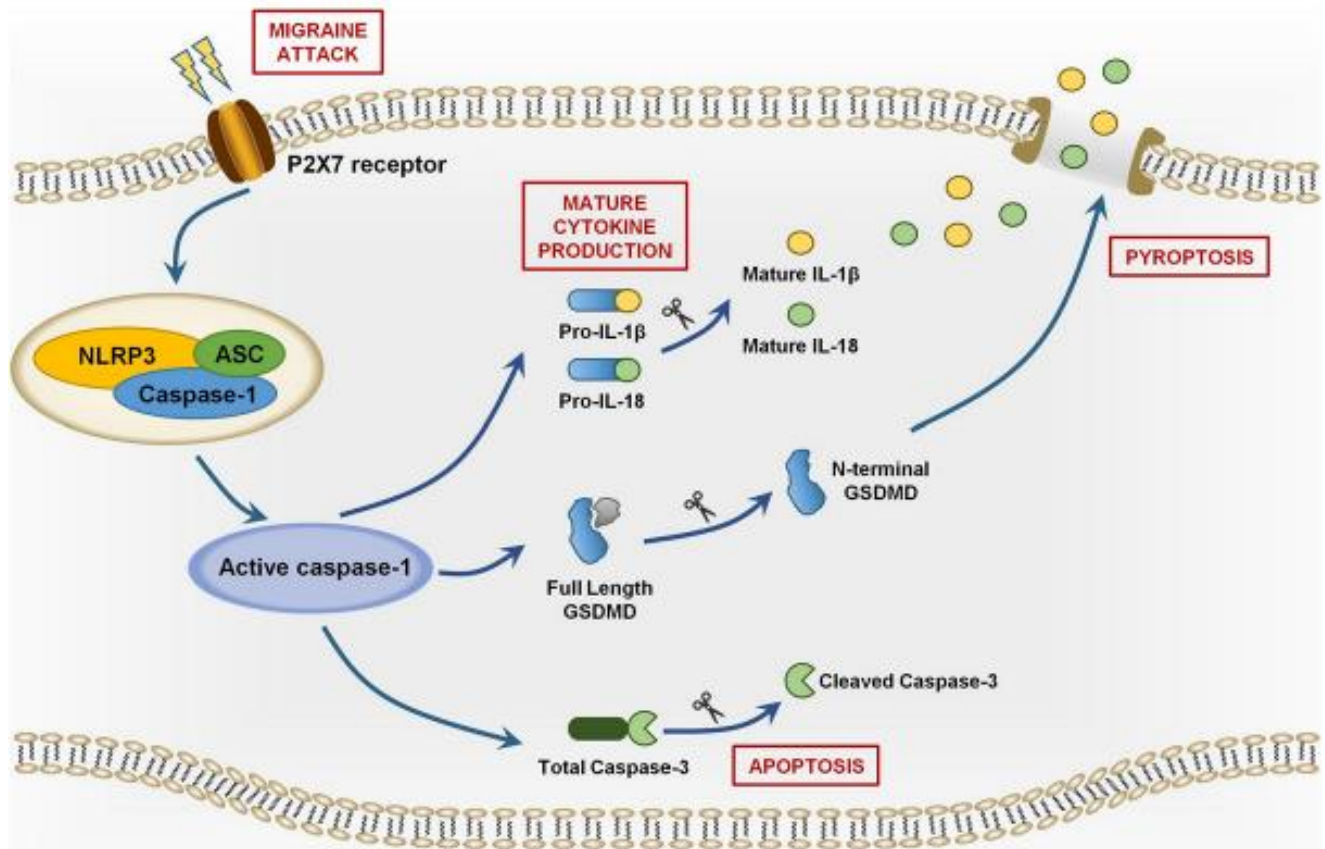 MIGRAINE
ATTACK
P2X7 receptor
NLRP3
ASC
Caspase-1
Active caspase-1
MATURE
CYTOKINE
PRODUCTION
Pro-IL-1β
Pro-IL-18
Mature IL-1β
Mature IL-18
PYROPTOSIS
Full Length
GSDMD
N-terminal
GSDMD
Total Caspase-3
Cleaved Caspase-3
APOPTOSIS